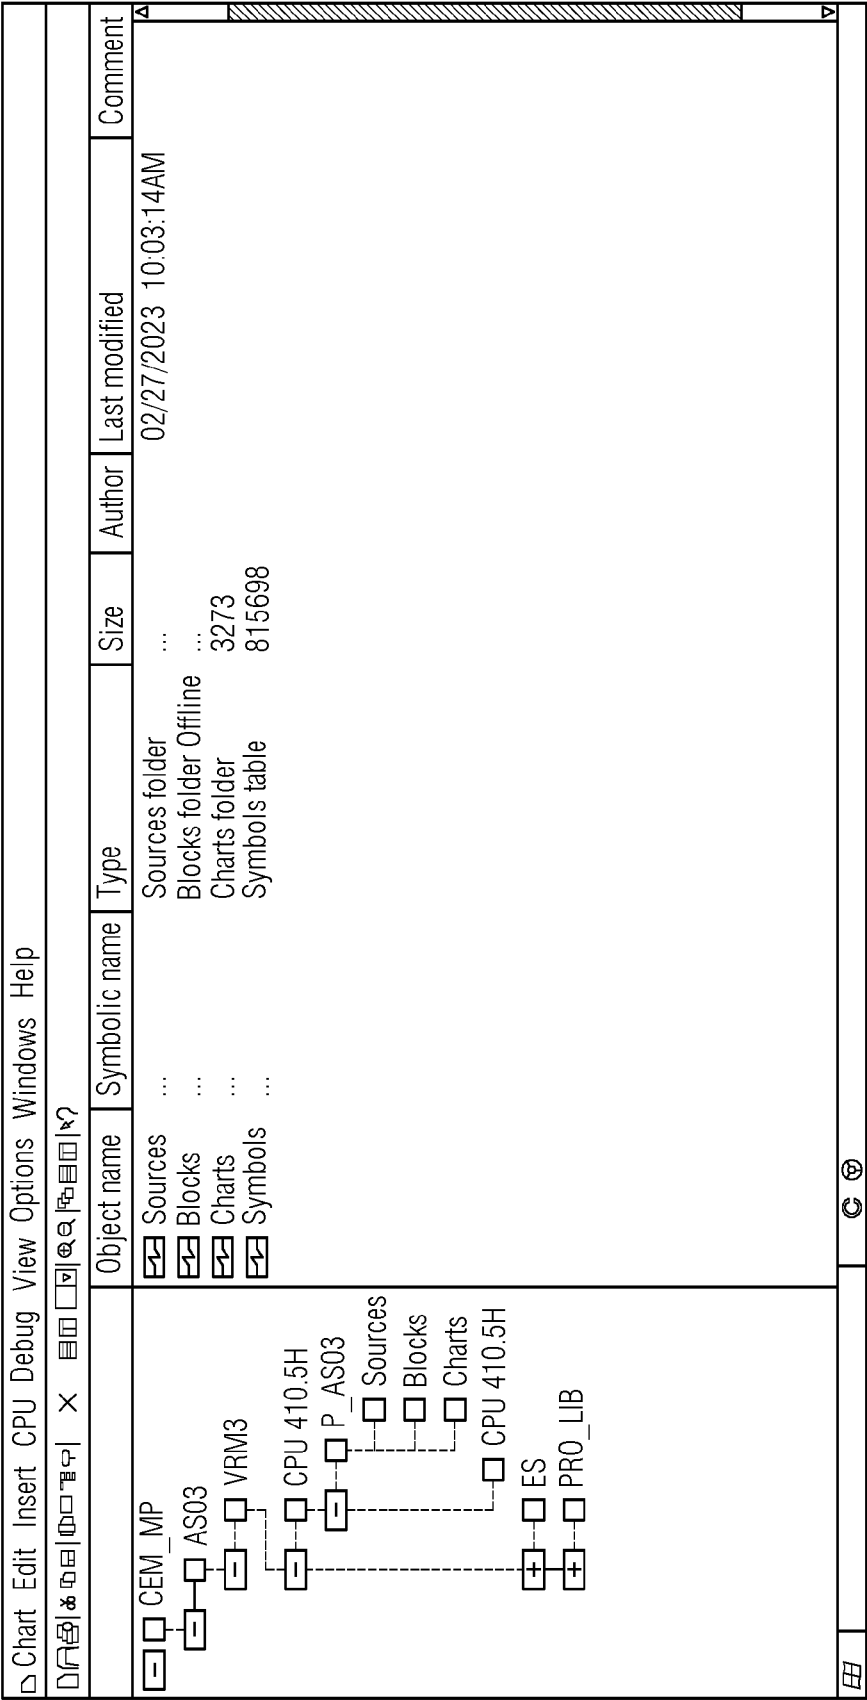 Chart Edit Insert CPU Debug View Options Windows Help
Object name Symbolic name Type Size Author Last modified Comment
CEM_MP
AS03
VRM3
CPU 410.5H
P_AS03
Sources
Blocks
Charts
CPU 410.5H
ES
PRO_LIB
Sources ... Sources folder ... 02/27/2023 10:03:14AM
Blocks ... Blocks folder Offline ...
Charts ... Charts folder 3273
Symbols ... Symbols table 815698